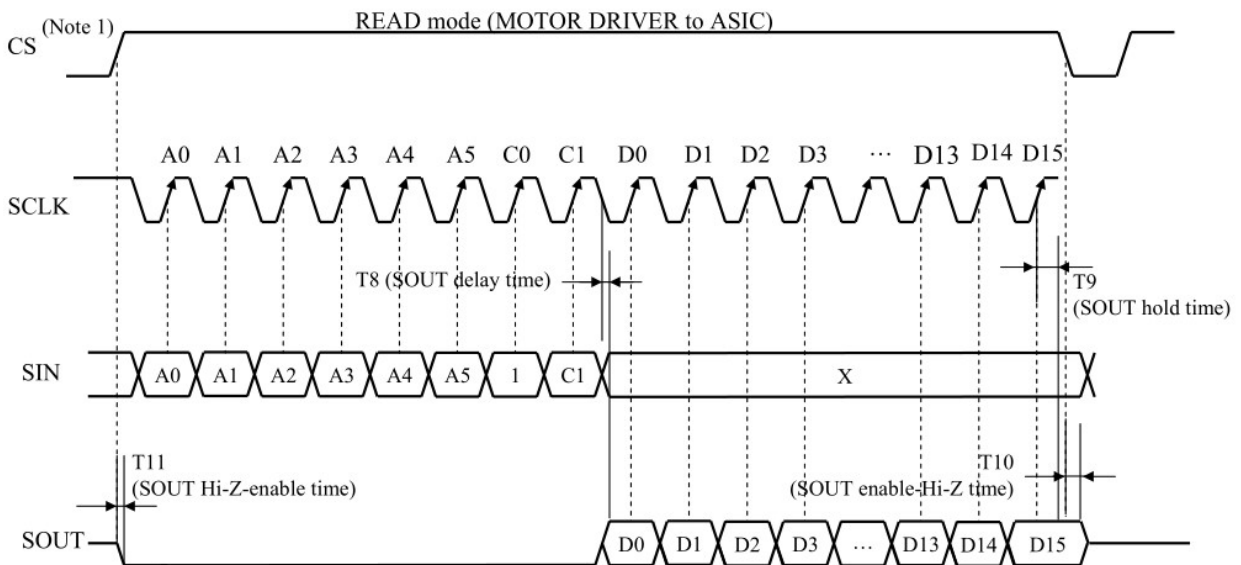 READ mode (MOTOR DRIVER to ASIC)
CS (Note 1)
A0 A1 A2 A3 A4 A5 C0 C1 D0 D1 D2 D3 ... D13 D14 D15
SCLK
T8 (SOUT delay time)
T9
(SOUT hold time)
SIN A0 A1 A2 A3 A4 A5 1 C1 X
T11
(SOUT Hi-Z-enable time)
T10
(SOUT enable-Hi-Z time)
SOUT D0 D1 D2 D3 ... D13 D14 D15